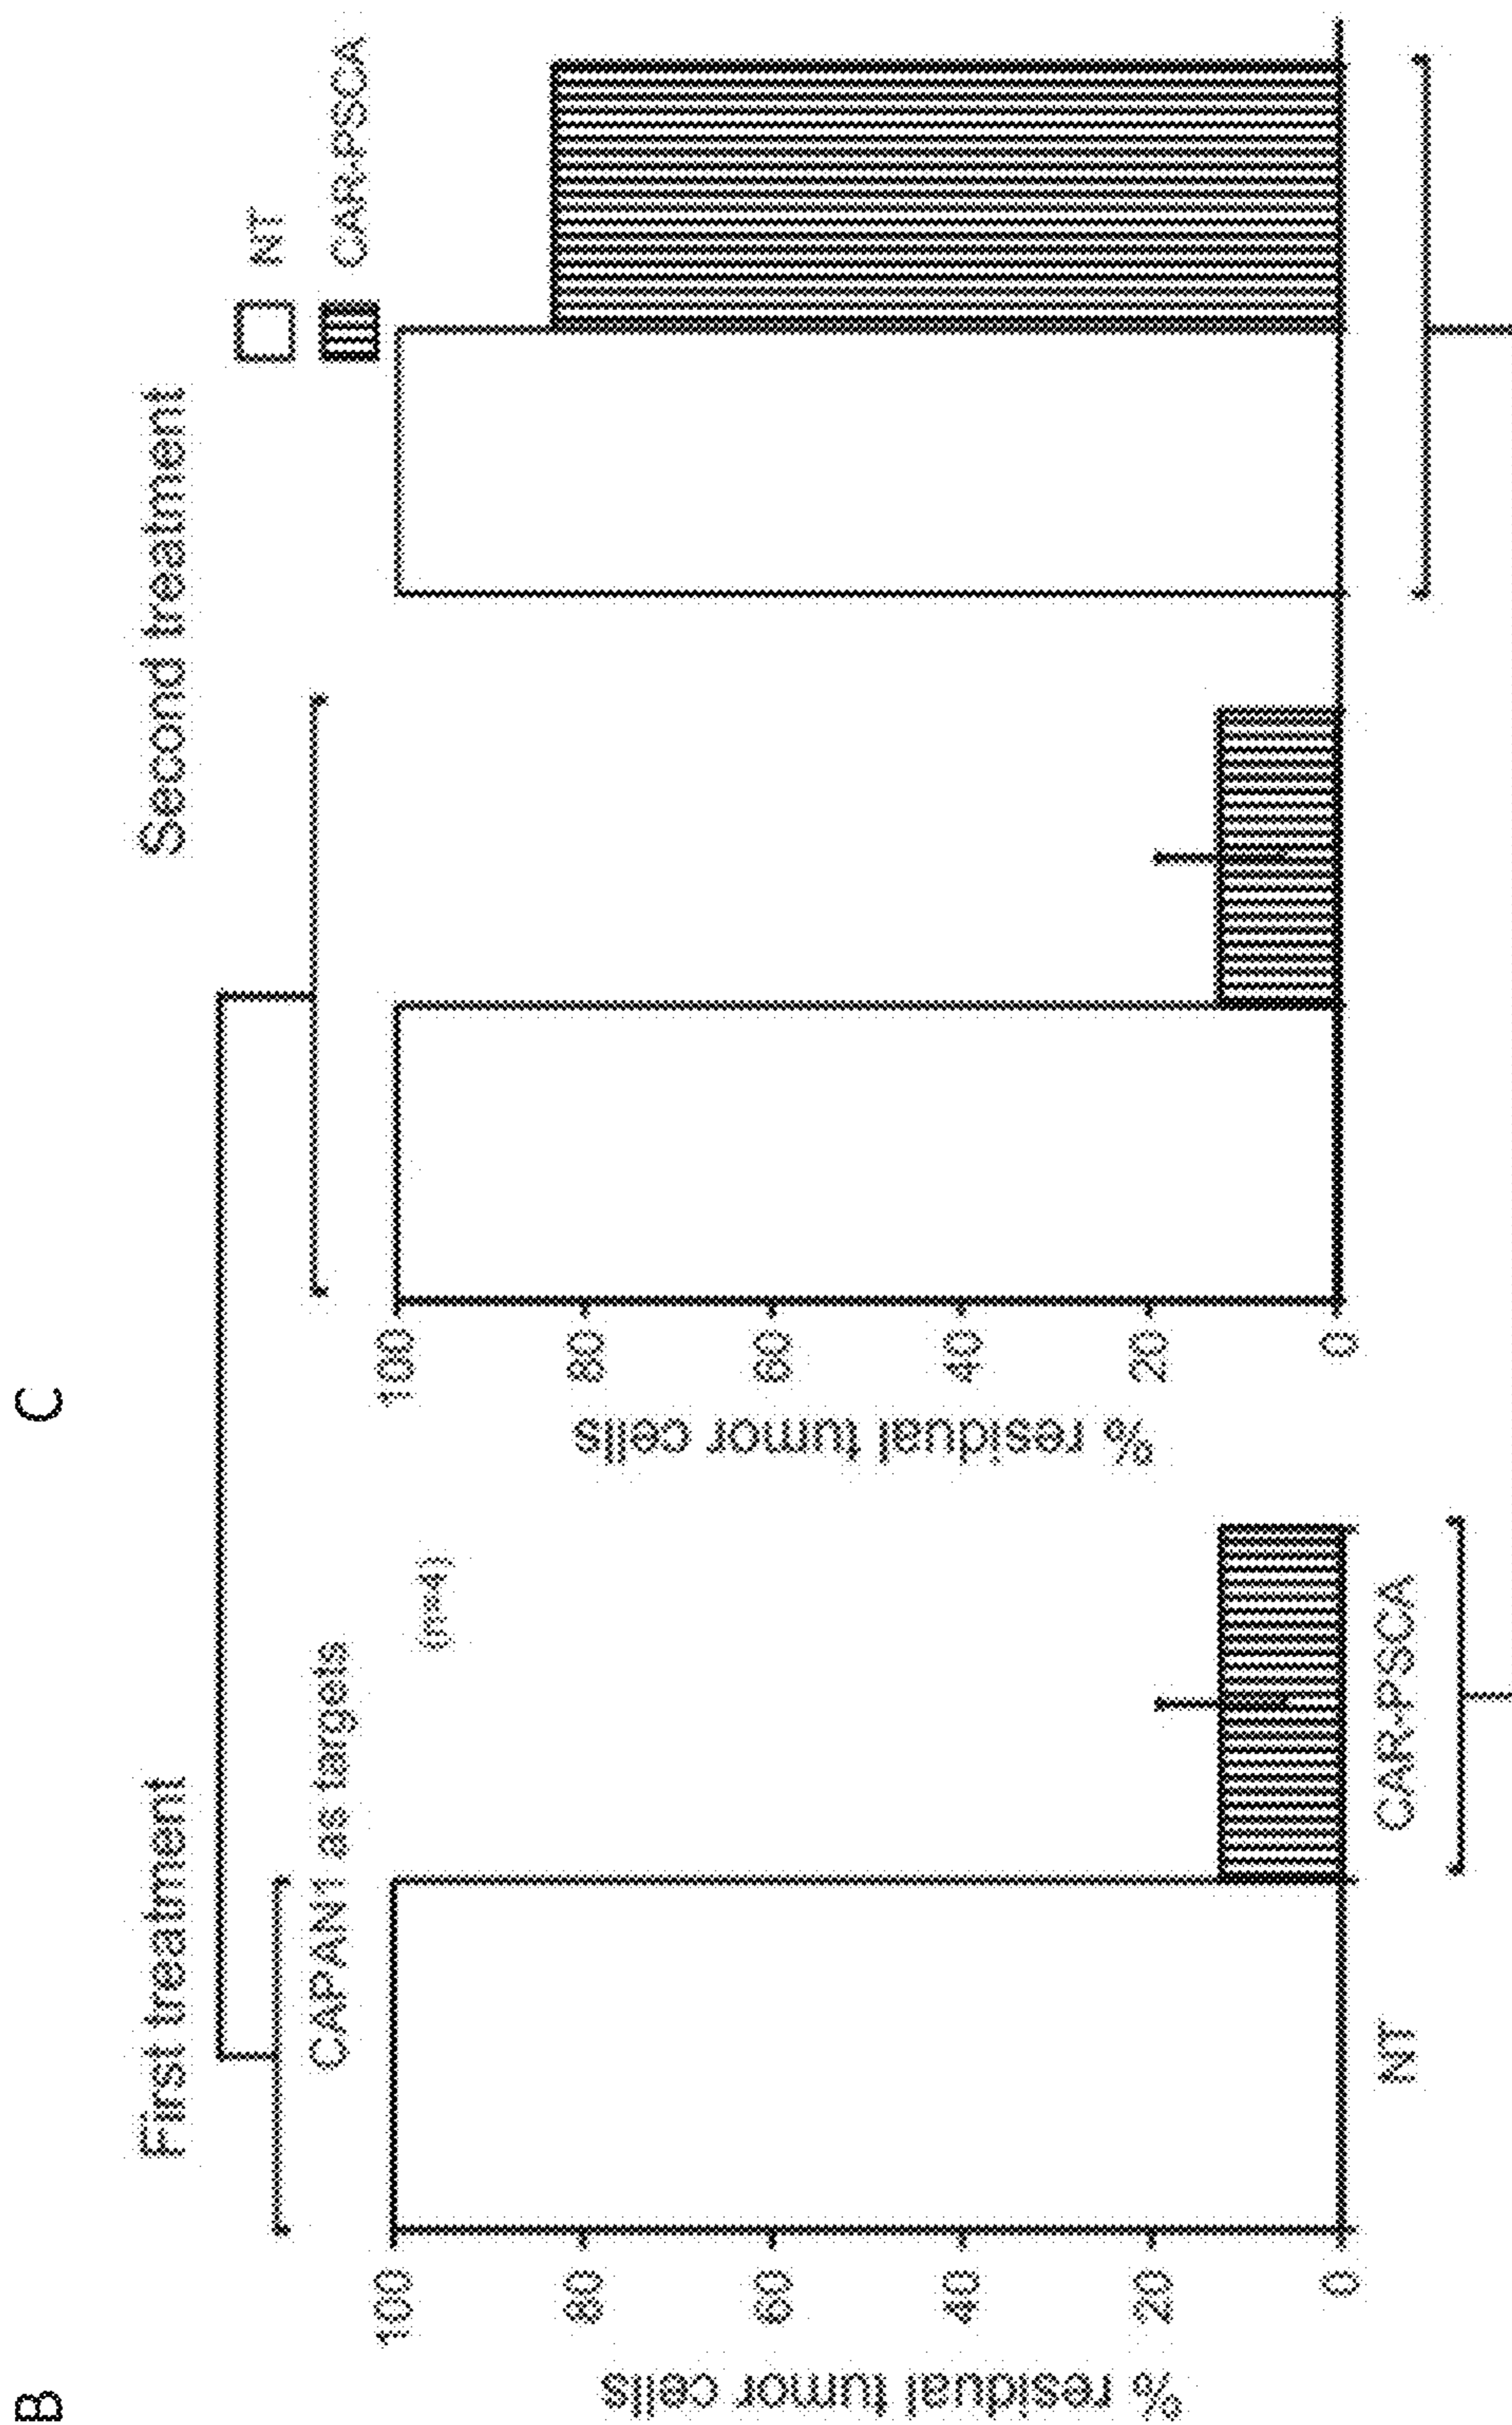 B
First treatment
CAPAN1 as targets
(n=4)
% residual tumor cells
100
80
60
40
20
0
NT
CAR-PSCA
C
Second treatment
NT
CAR-PSCA
% residual tumor cells
100
80
60
40
20
0